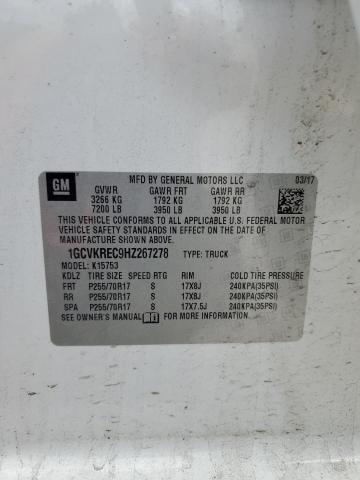 GM
MFD BY GENERAL MOTORS LLC 03/17
GVWR GAWR FRT GAWR RR
3266 KG 1792 KG 1792 KG
7200 LB 3950 LB 3950 LB
THIS VEHICLE CONFORMS TO ALL APPLICABLE U.S. FEDERAL MOTOR
VEHICLE SAFETY STANDARDS IN EFFECT ON THE DATE OF
MANUFACTURE SHOWN ABOVE.
1GCVKREC9HZ267278 TYPE: TRUCK
MODEL: K15753
KDLZ TIRE SIZE SPEED RTG RIM COLD TIRE PRESSURE
FRT P255/70R17 S 17X8J 240KPA(35PSI)
RR P255/70R17 S 17X8J 240KPA(35PSI)
SPA P255/70R17 S 17X7.5J 240KPA(35PSI)
SEE OWNER'S MANUAL FOR MORE INFORMATION